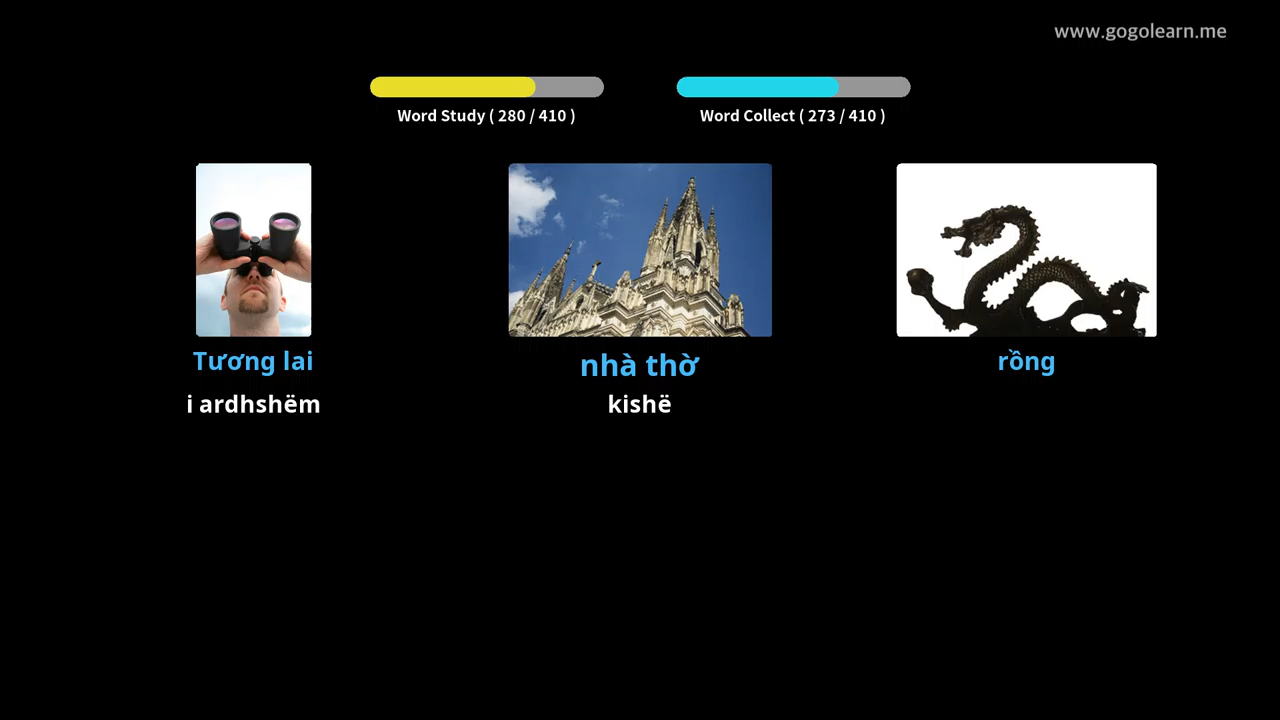 www.gogolearn.me
Word Study ( 280 / 410 )
Word Collect ( 273 / 410 )
Tương lai
nhà thờ
rồng
i ardhshëm
kishë